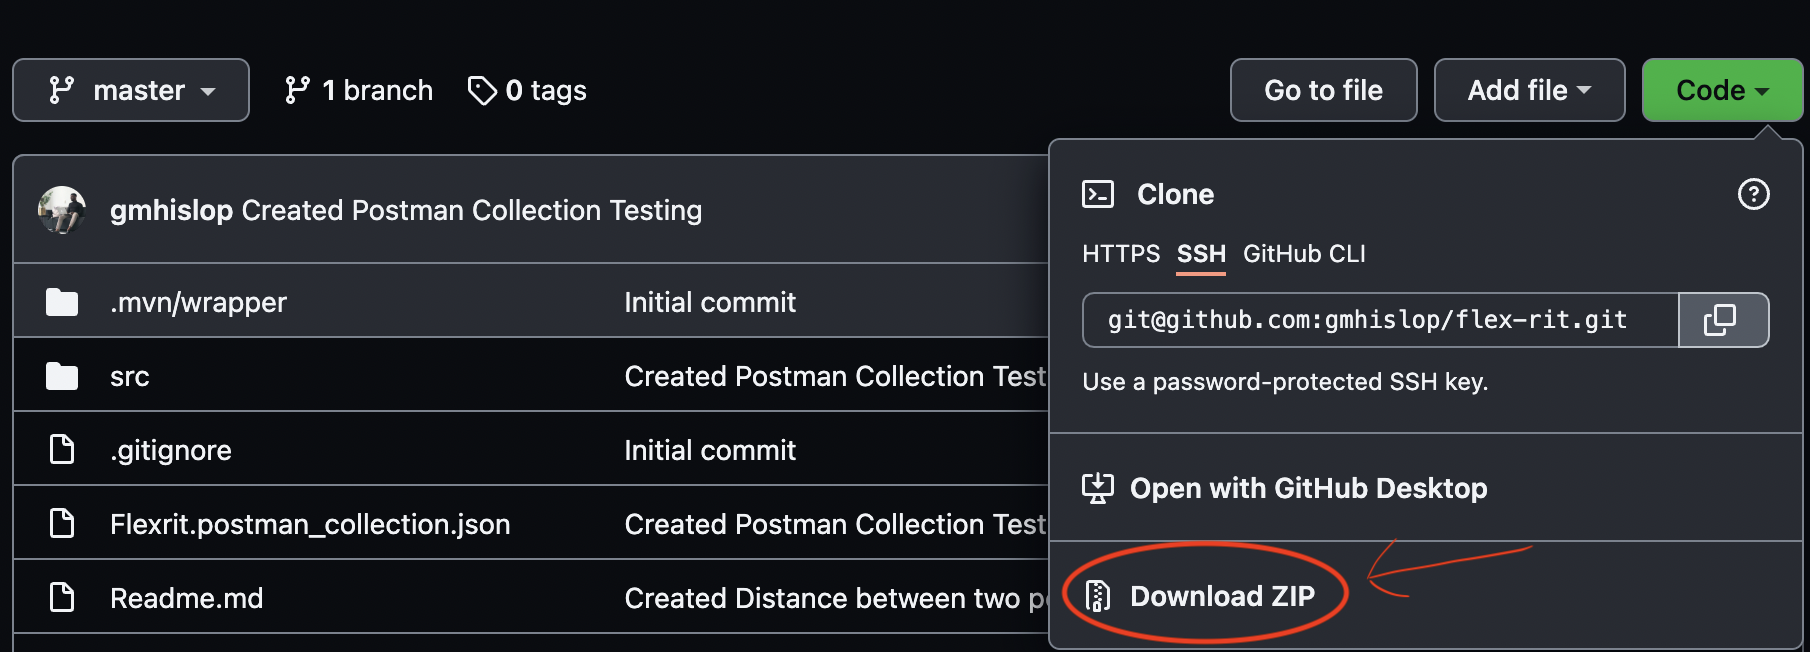 master 1 branch 0 tags Go to file Add file Code
gmhislop Created Postman Collection Testing
.mvn/wrapper Initial commit
src Created Postman Collection Test
.gitignore Initial commit
Flexrit.postman_collection.json Created Postman Collection Test
Readme.md Created Distance between two
Clone
HTTPS SSH GitHub CLI
git@github.com:gmhislop/flex-rit.git
Use a password-protected SSH key.
Open with GitHub Desktop
Download ZIP